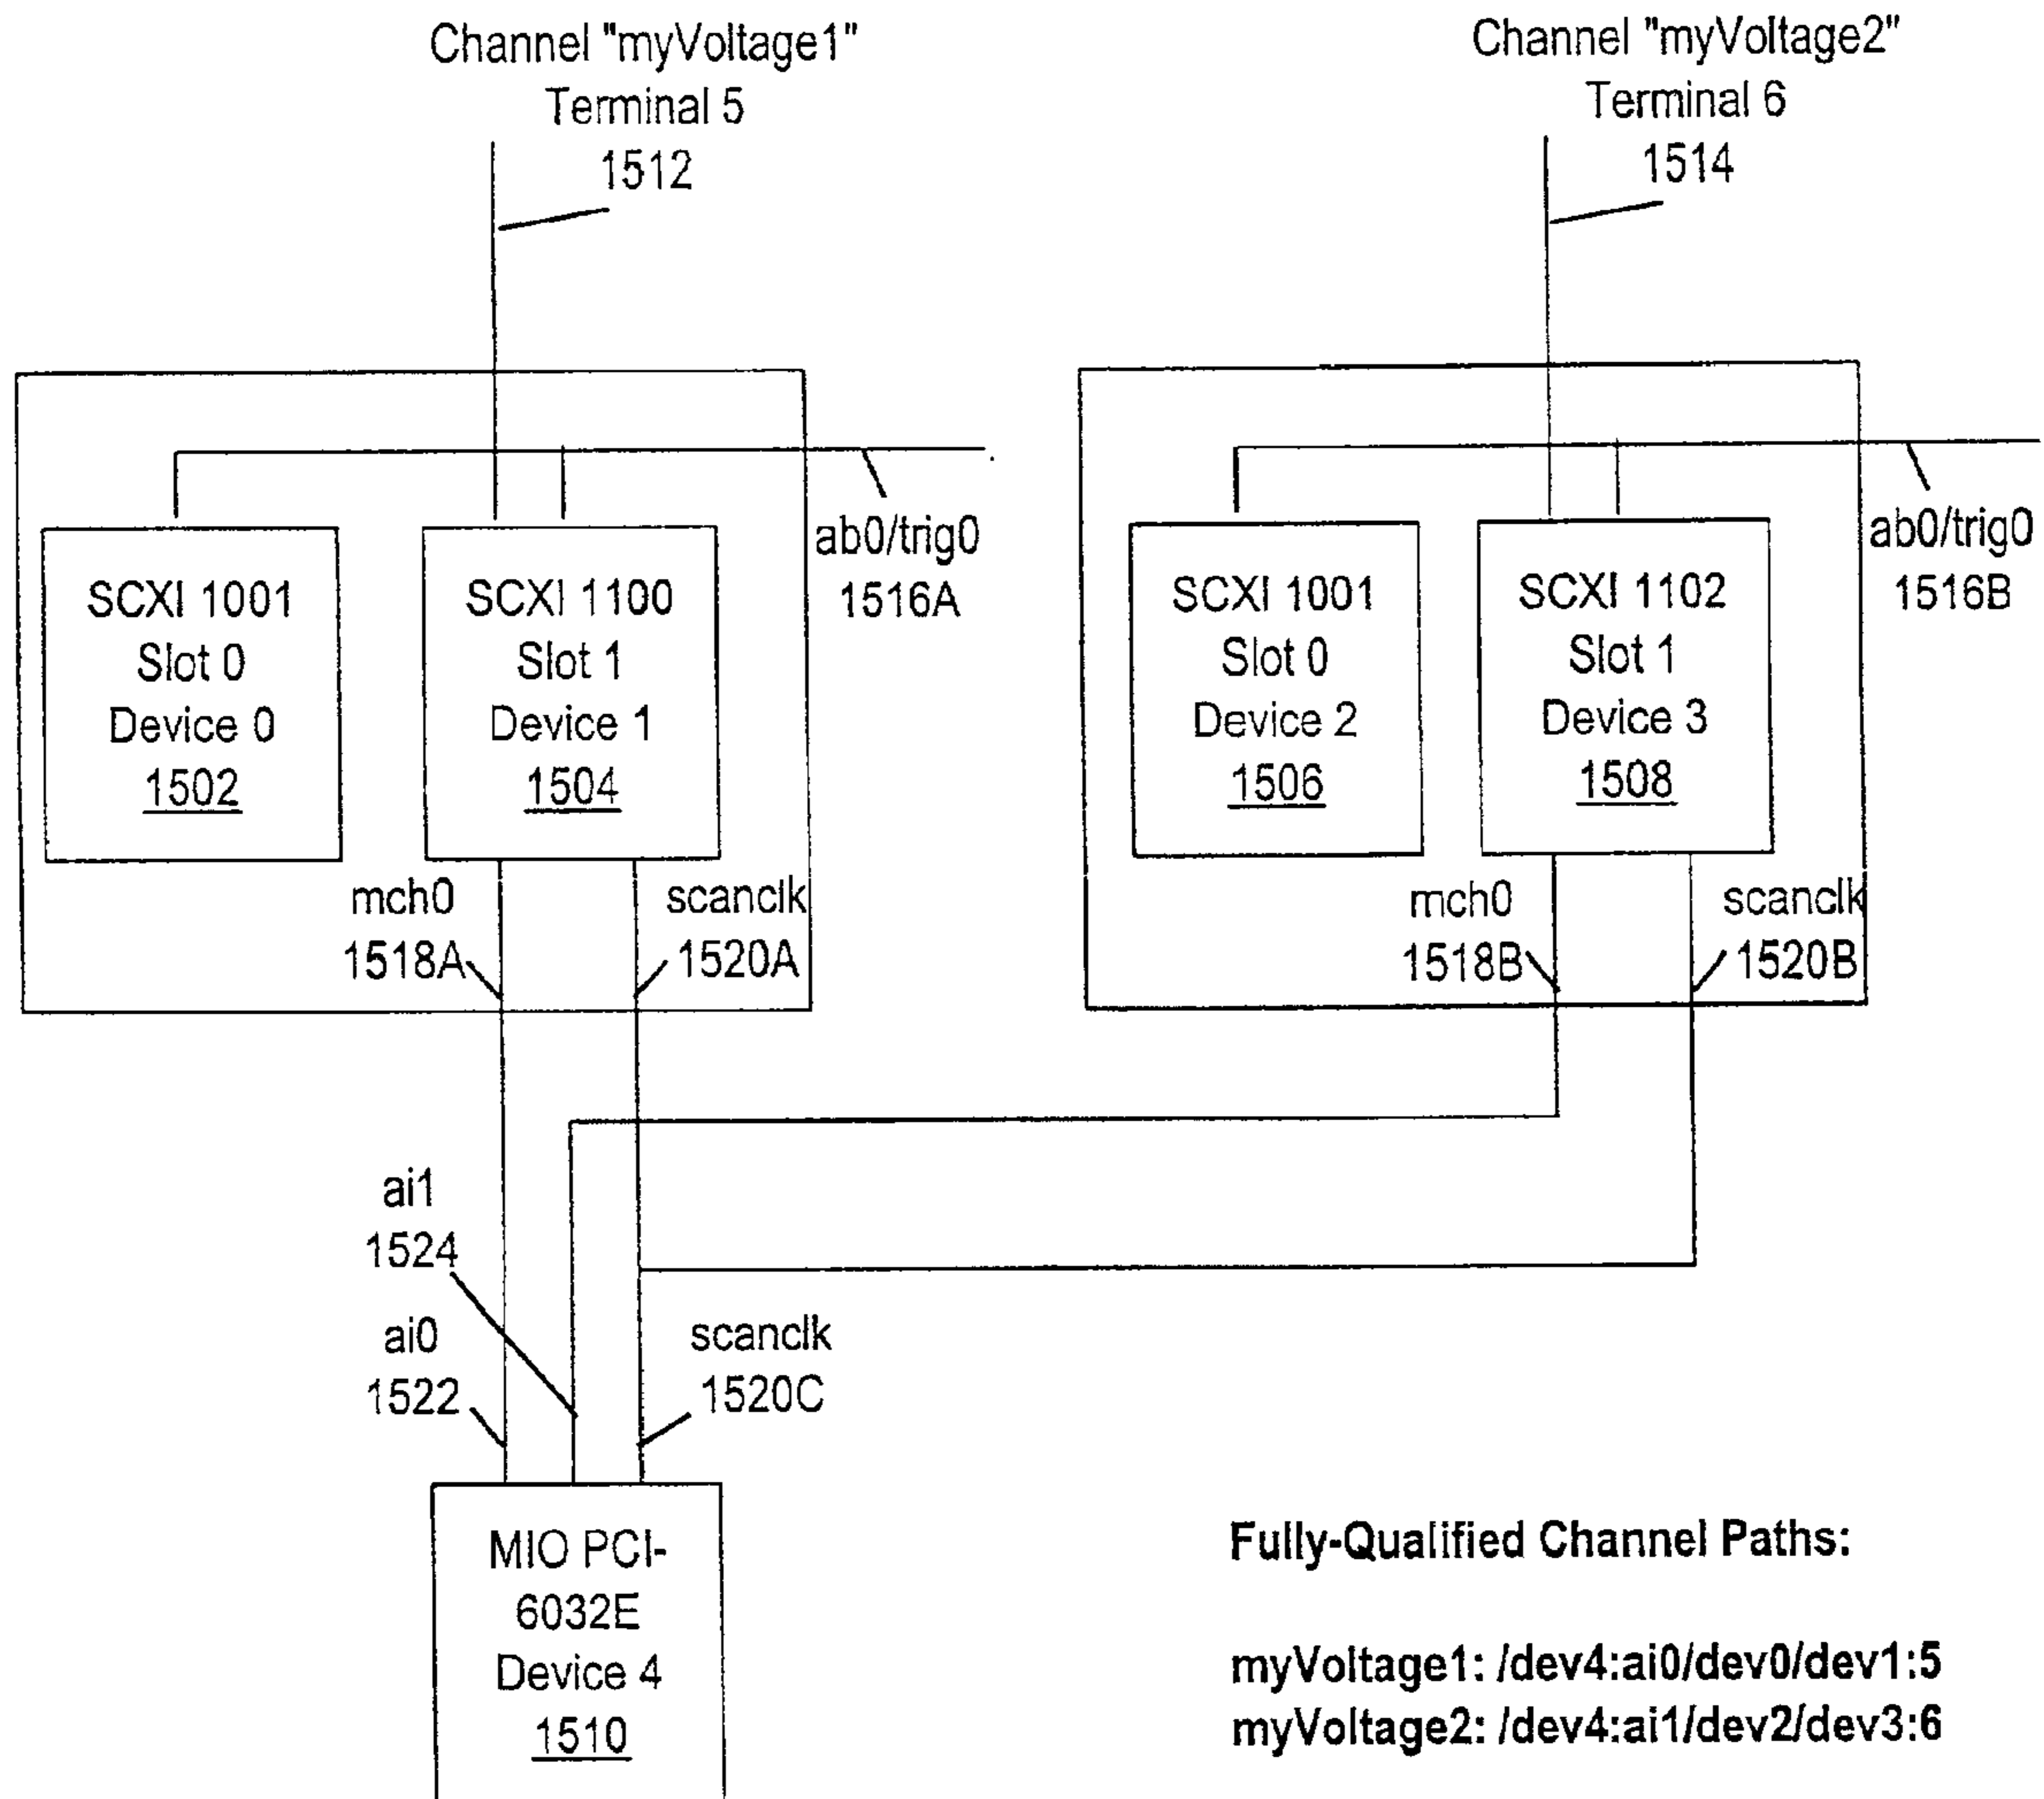 Channel "myVoltage1"
Terminal 5
1512
Channel "myVoltage2"
Terminal 6
1514
ab0/trig0
1516A
ab0/trig0
1516B
SCXI 1001
Slot 0
Device 0
1502
SCXI 1100
Slot 1
Device 1
1504
SCXI 1001
Slot 0
Device 2
1506
SCXI 1102
Slot 1
Device 3
1508
mch0
1518A
scanclk
1520A
mch0
1518B
scanclk
1520B
ai1
1524
ai0
1522
scanclk
1520C
MIO PCI-
6032E
Device 4
1510
Fully-Qualified Channel Paths:
myVoltage1: /dev4:ai0/dev0/dev1:5
myVoltage2: /dev4:ai1/dev2/dev3:6